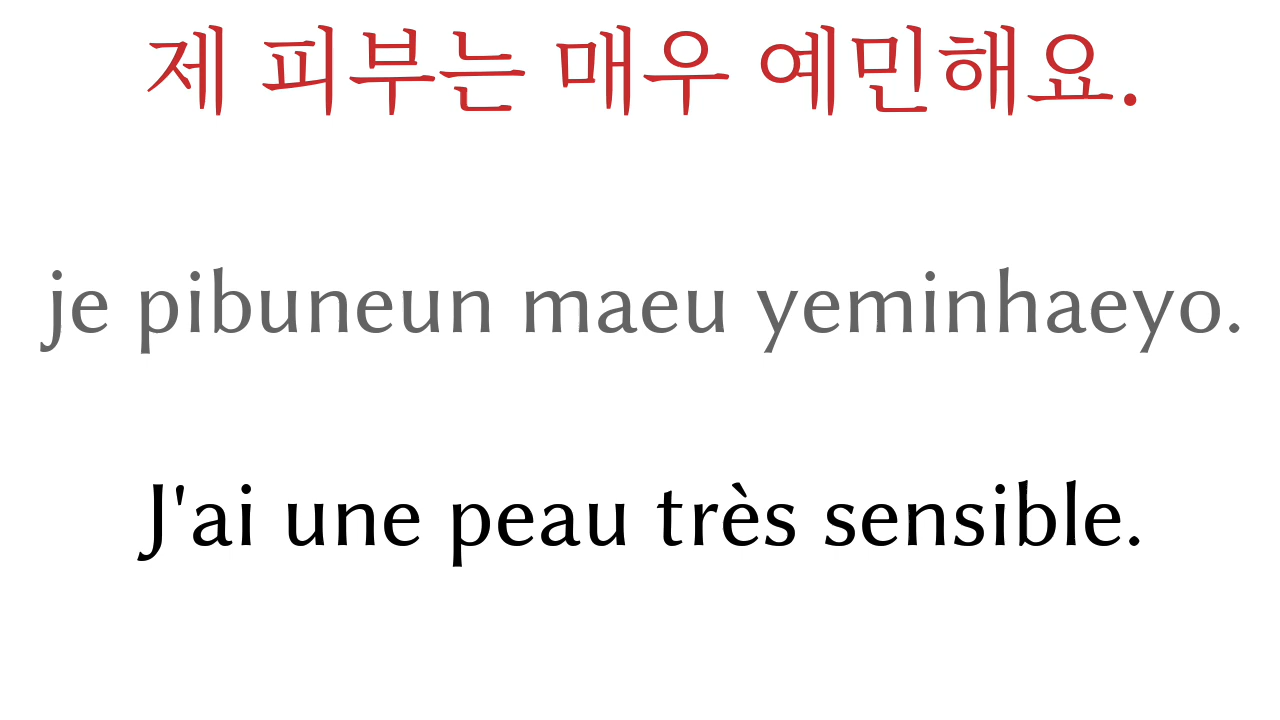 제 피부는 매우 예민해요.
je pibuneun maeu yeminhaeyo.
J'ai une peau très sensible.